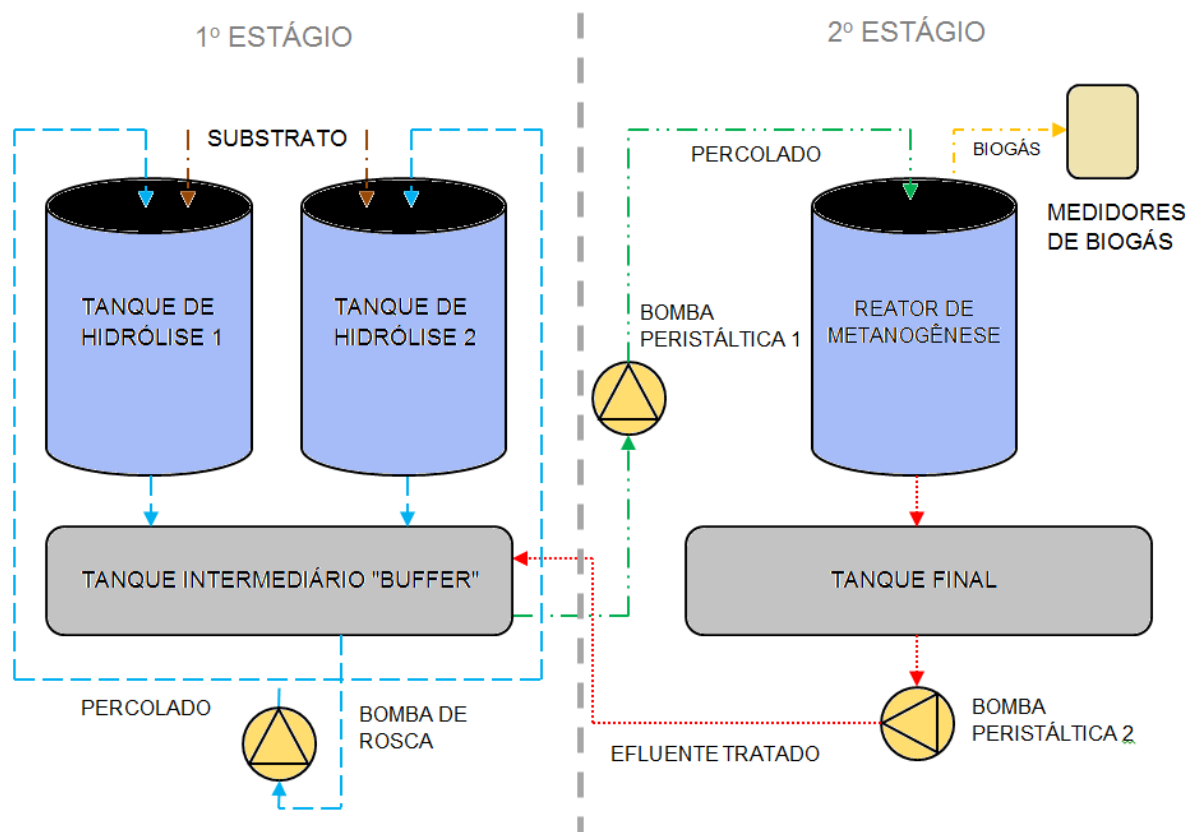 1º ESTÁGIO
2º ESTÁGIO
SUBSTRATO
PERCOLADO
BIOGÁS
MEDIDORES
DE BIOGÁS
TANQUE DE
HIDRÓLISE 1
TANQUE DE
HIDRÓLISE 2
BOMBA
PERISTÁLTICA 1
REATOR DE
METANOGÊNESE
TANQUE INTERMEDIÁRIO "BUFFER"
TANQUE FINAL
PERCOLADO
BOMBA DE
ROSCA
EFLUENTE TRATADO
BOMBA
PERISTÁLTICA 2